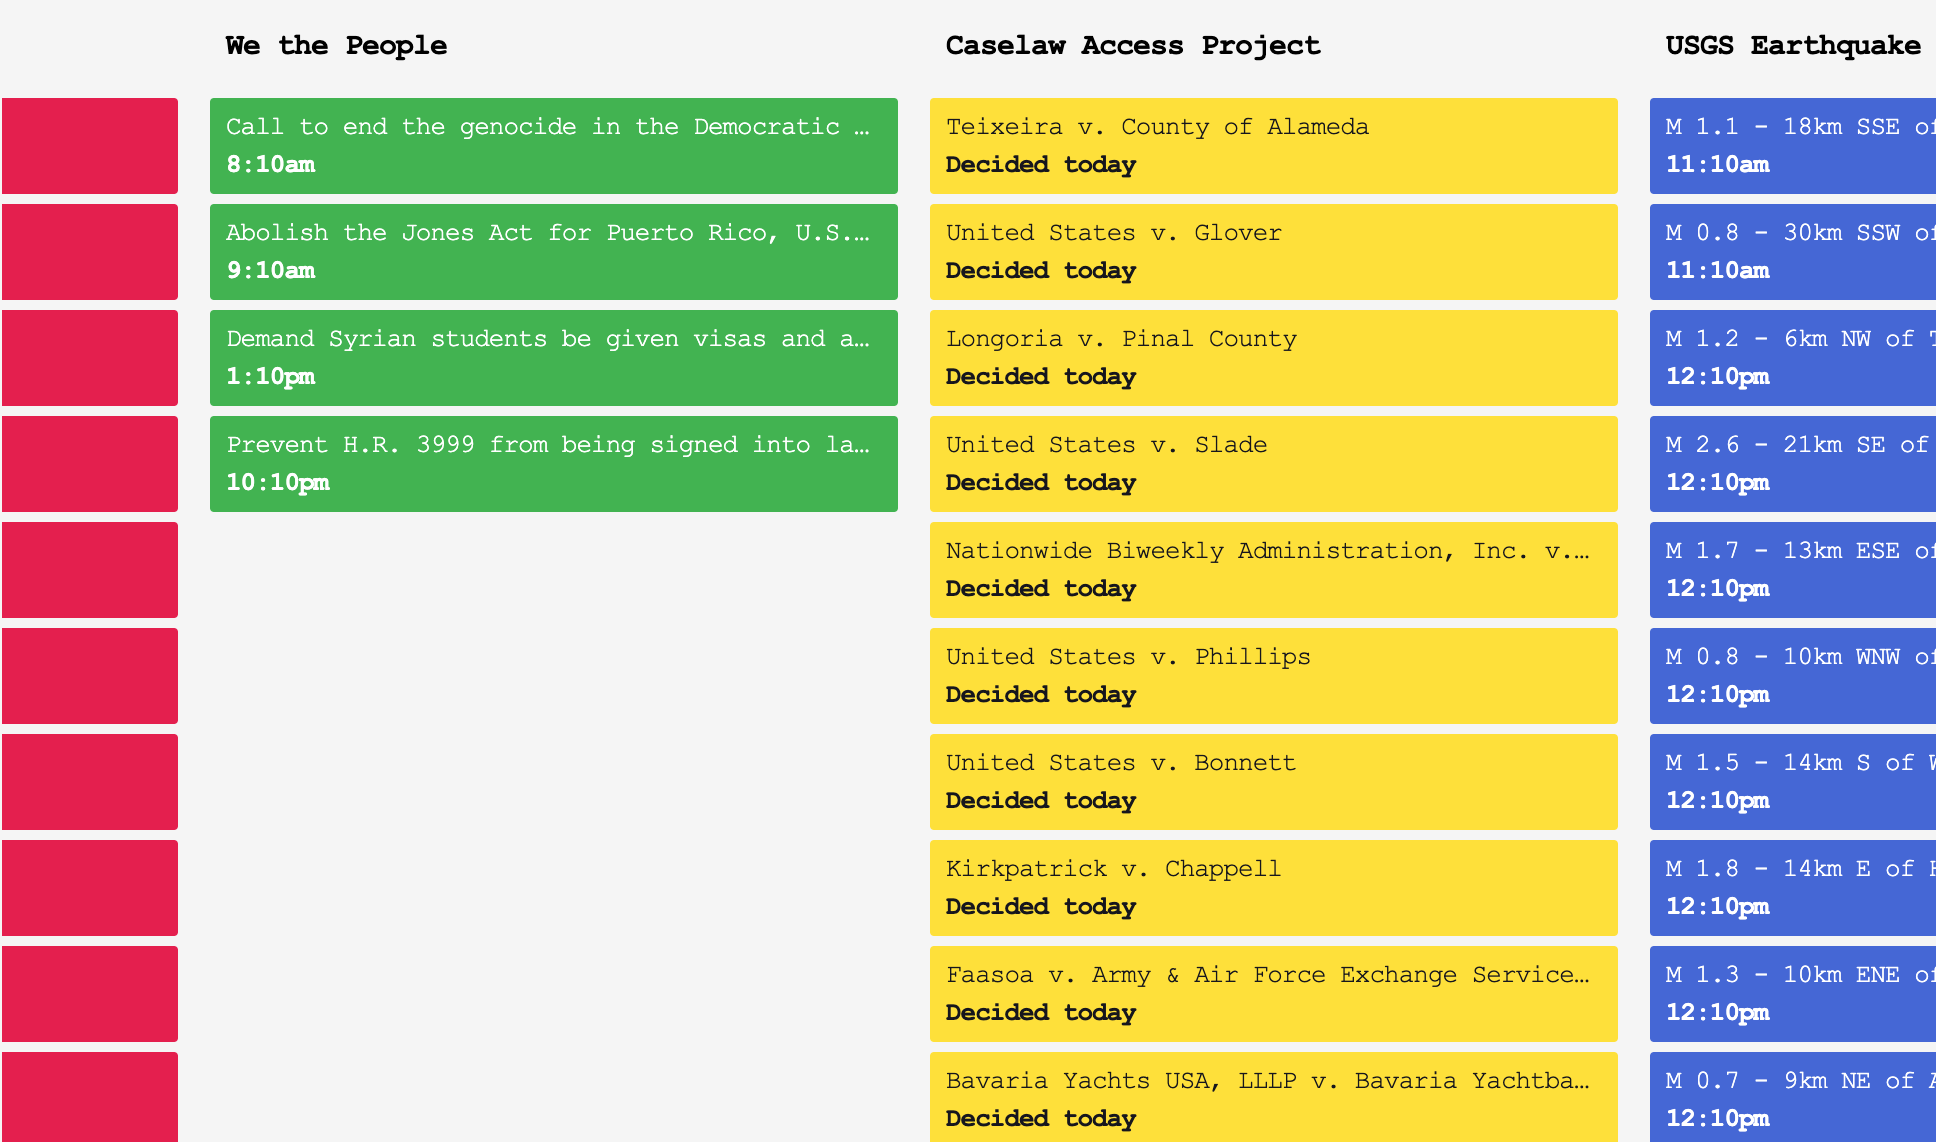 We the People
Call to end the genocide in the Democratic …
8:10am
Abolish the Jones Act for Puerto Rico, U.S.…
9:10am
Demand Syrian students be given visas and a…
1:10pm
Prevent H.R. 3999 from being signed into la…
10:10pm
Caselaw Access Project
Teixeira v. County of Alameda
Decided today
United States v. Glover
Decided today
Longoria v. Pinal County
Decided today
United States v. Slade
Decided today
Nationwide Biweekly Administration, Inc. v.…
Decided today
United States v. Phillips
Decided today
United States v. Bonnett
Decided today
Kirkpatrick v. Chappell
Decided today
Faasoa v. Army & Air Force Exchange Service…
Decided today
Bavaria Yachts USA, LLLP v. Bavaria Yachtba…
Decided today
USGS Earthquake
M 1.1 - 18km SSE of
11:10am
M 0.8 - 30km SSW of
11:10am
M 1.2 - 6km NW of
12:10pm
M 2.6 - 21km SE of
12:10pm
M 1.7 - 13km ESE of
12:10pm
M 0.8 - 10km WNW of
12:10pm
M 1.5 - 14km S of
12:10pm
M 1.8 - 14km E of
12:10pm
M 1.3 - 10km ENE of
12:10pm
M 0.7 - 9km NE of
12:10pm